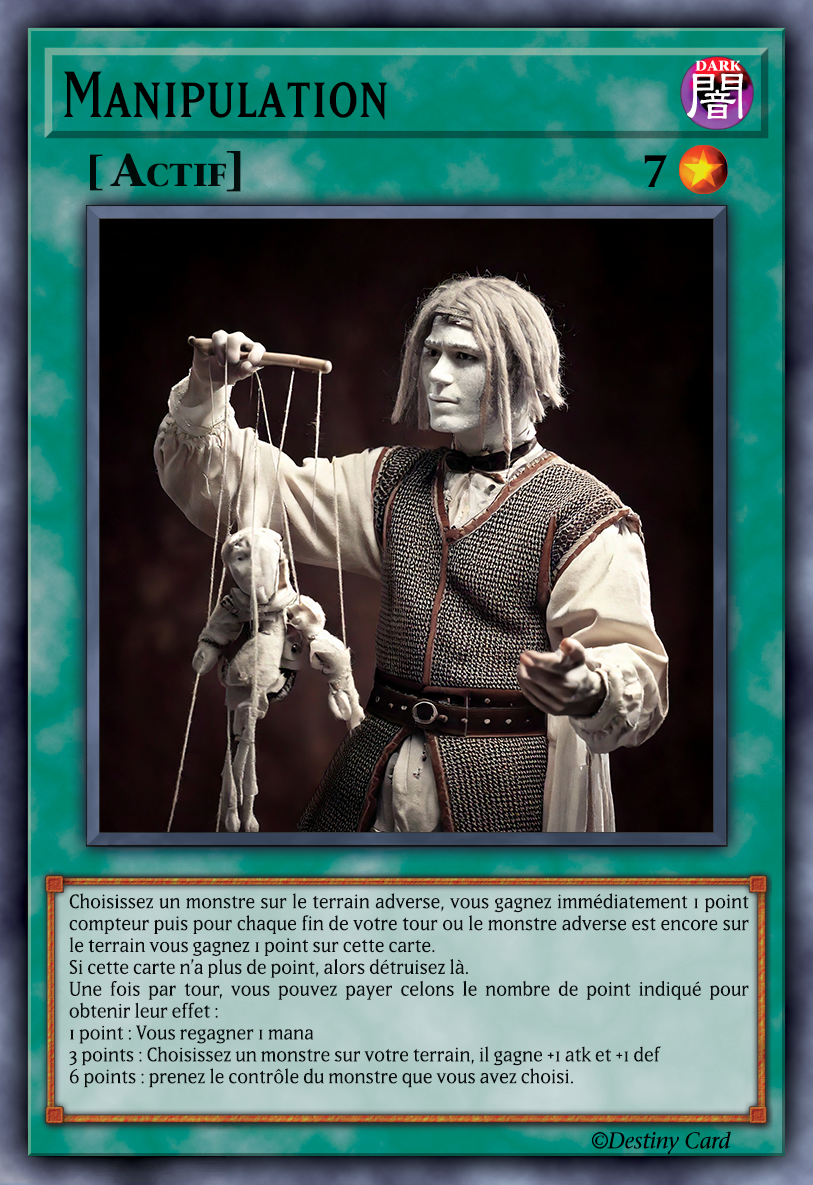 Manipulation
DARK
闇
[ Actif]
7
Choisissez un monstre sur le terrain adverse, vous gagnez immédiatement 1 point
compteur puis pour chaque fin de votre tour ou le monstre adverse est encore sur
le terrain vous gagnez 1 point sur cette carte.
Si cette carte n'a plus de point, alors détruisez là.
Une fois par tour, vous pouvez payer celons le nombre de point indiqué pour
obtenir leur effet :
1 point : Vous regagner 1 mana
3 points : Choisissez un monstre sur votre terrain, il gagne +1 atk et +1 def
6 points : prenez le contrôle du monstre que vous avez choisi.
©Destiny Card